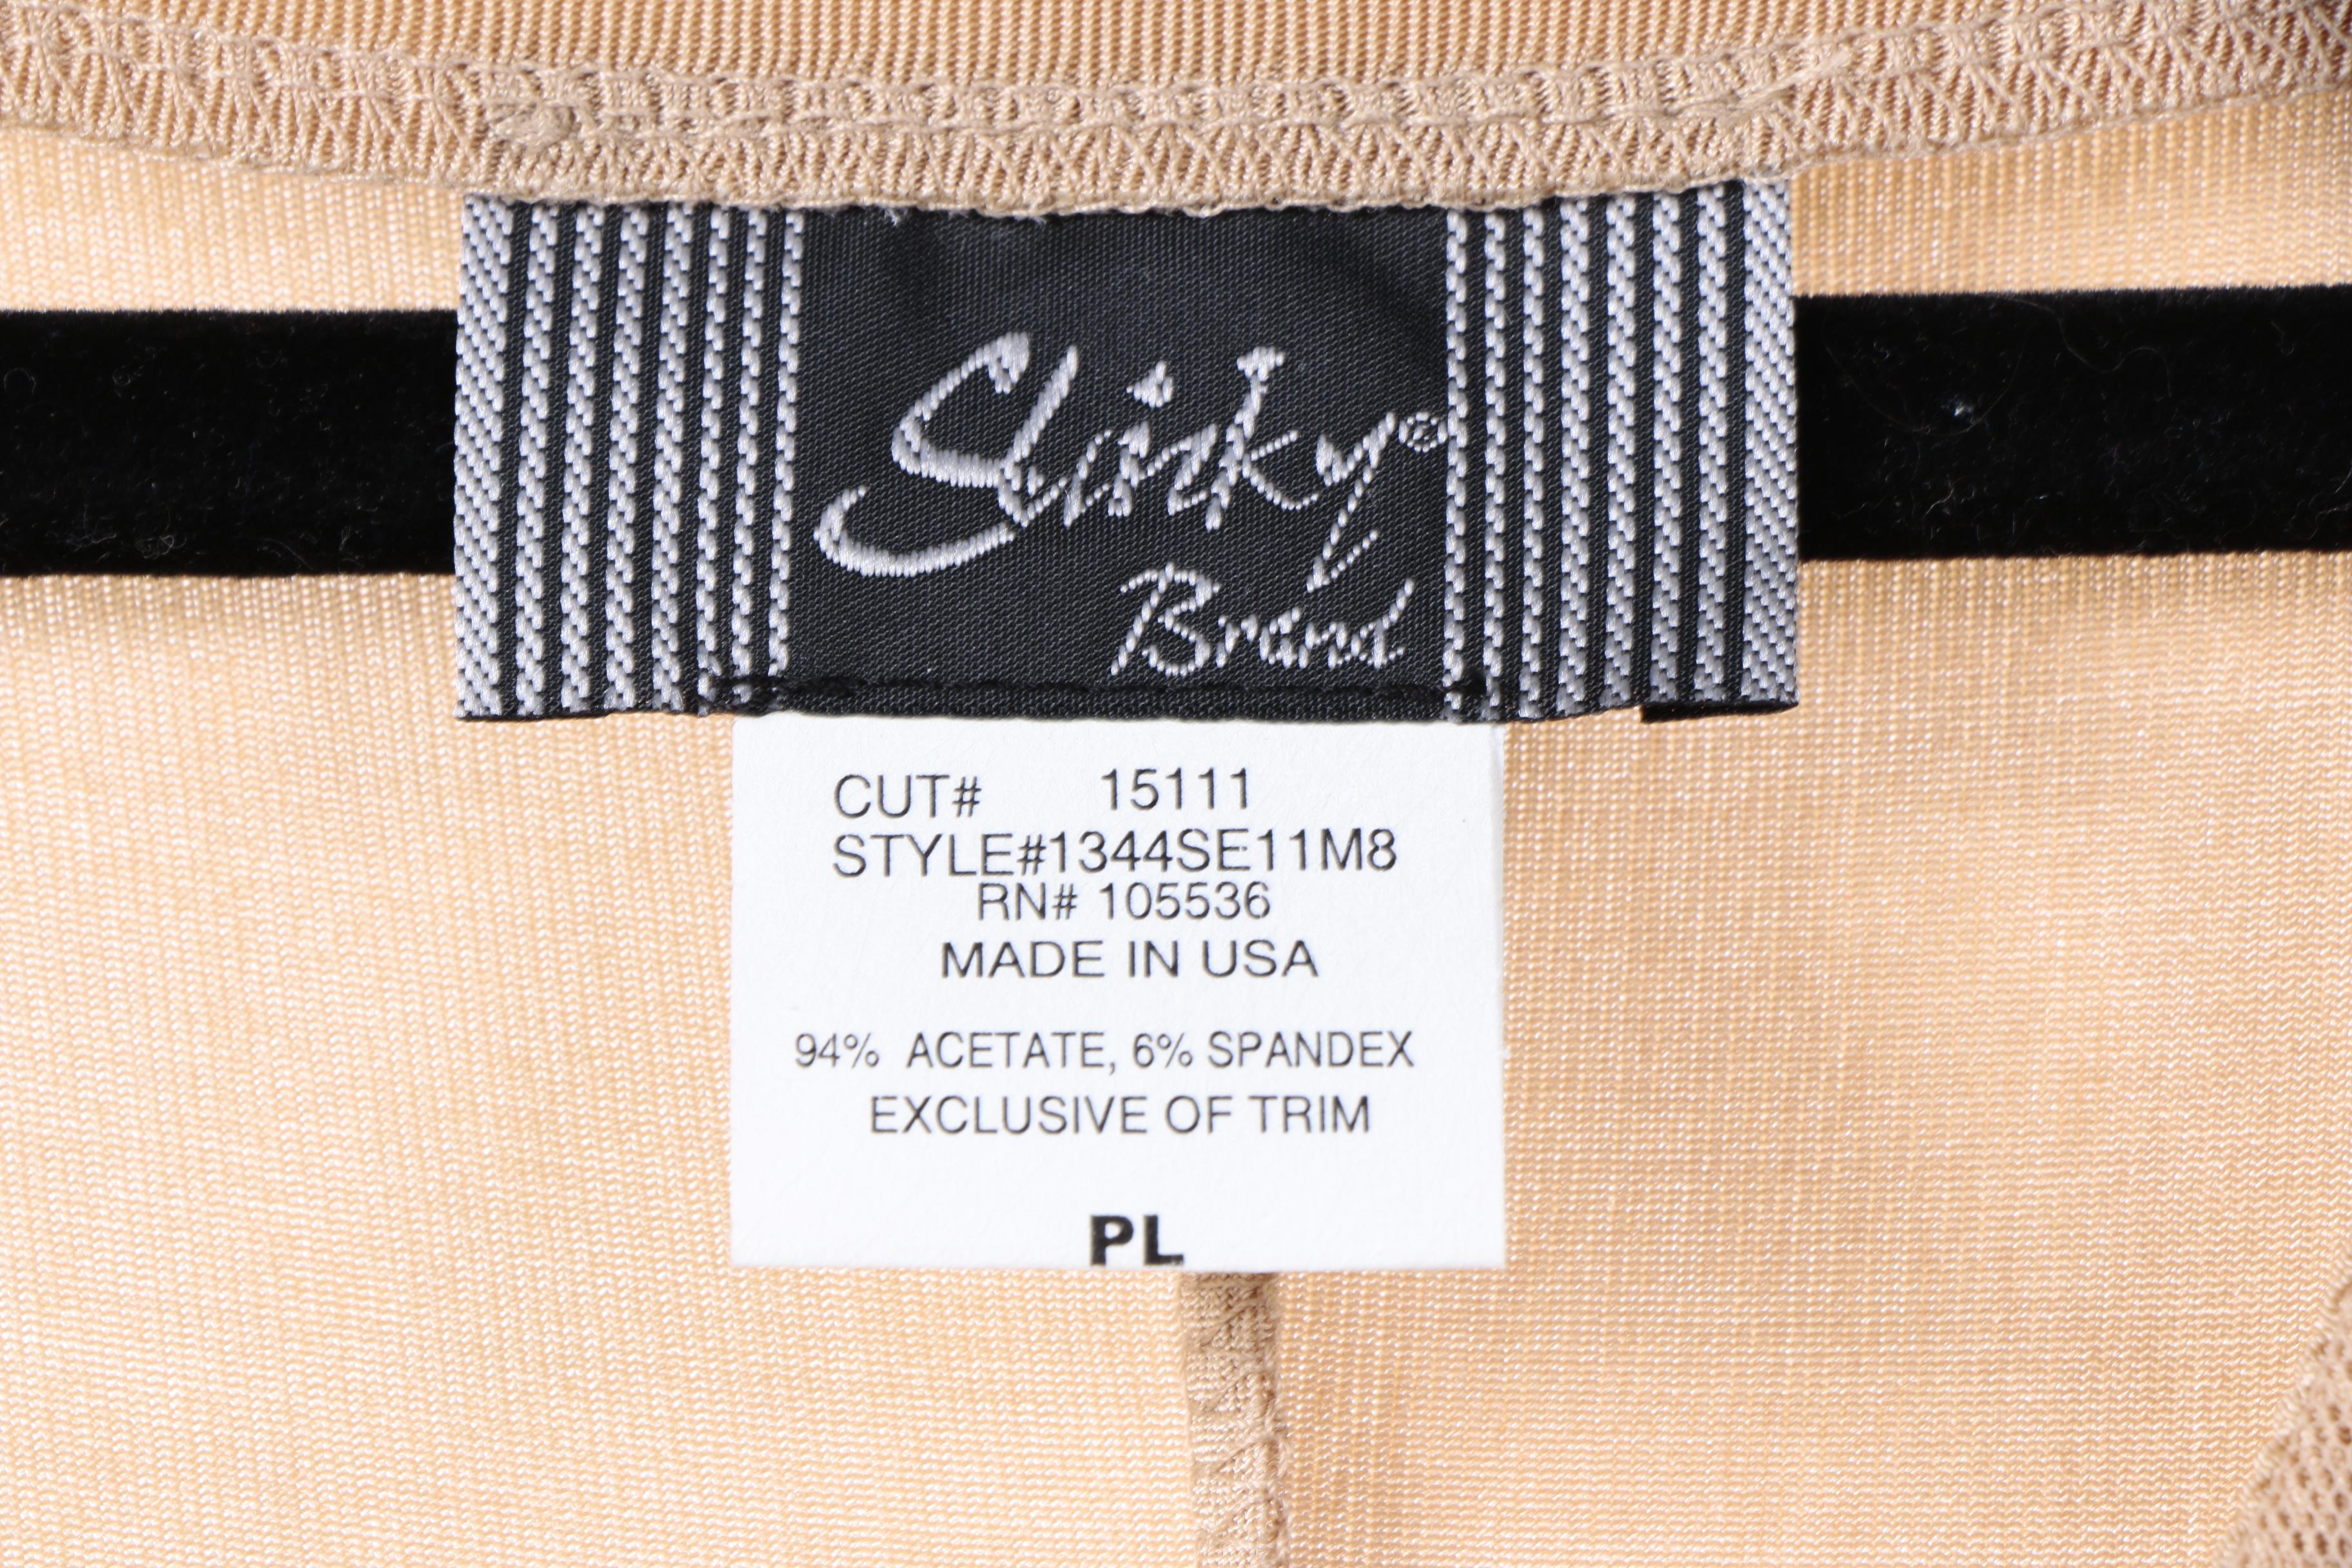 Slinky®
Brand
CUT# 15111
STYLE#1344SE11M8
RN# 105536
MADE IN USA
94% ACETATE, 6% SPANDEX
EXCLUSIVE OF TRIM
PL